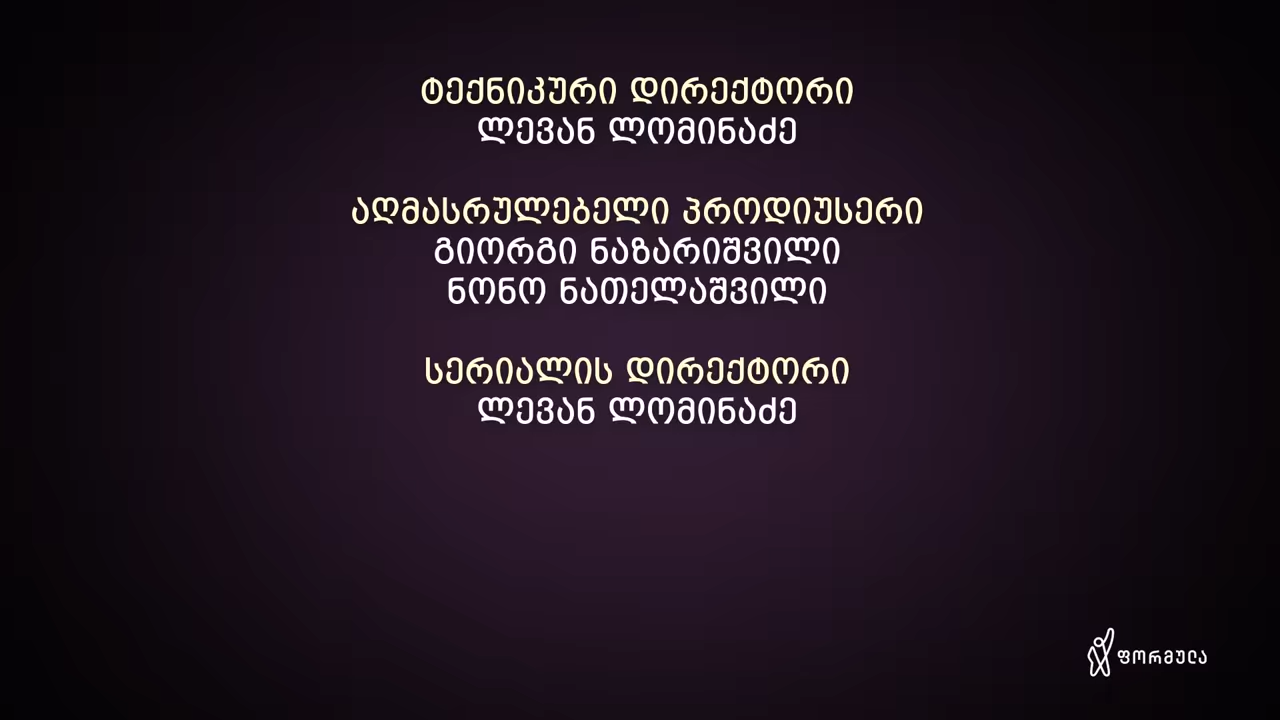 ტექნიკური დირექტორი
ლევან ლომინაძე
აღმასრულებელი პროდიუსერი
გიორგი ნაზარიშვილი
ნონო ნათელაშვილი
სერიალის დირექტორი
ლევან ლომინაძე
ფორმულა